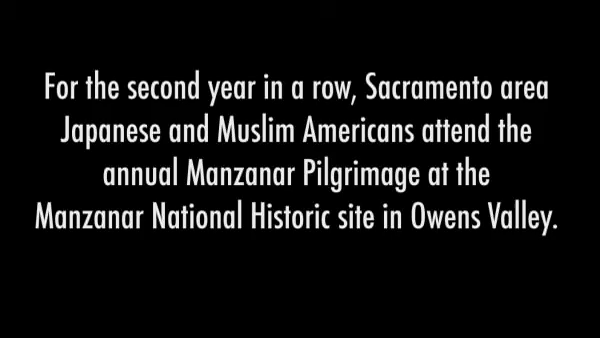 For the second year in a row, Sacramento area
Japanese and Muslim Americans attend the
annual Manzanar Pilgrimage at the
Manzanar National Historic site in Owens Valley.